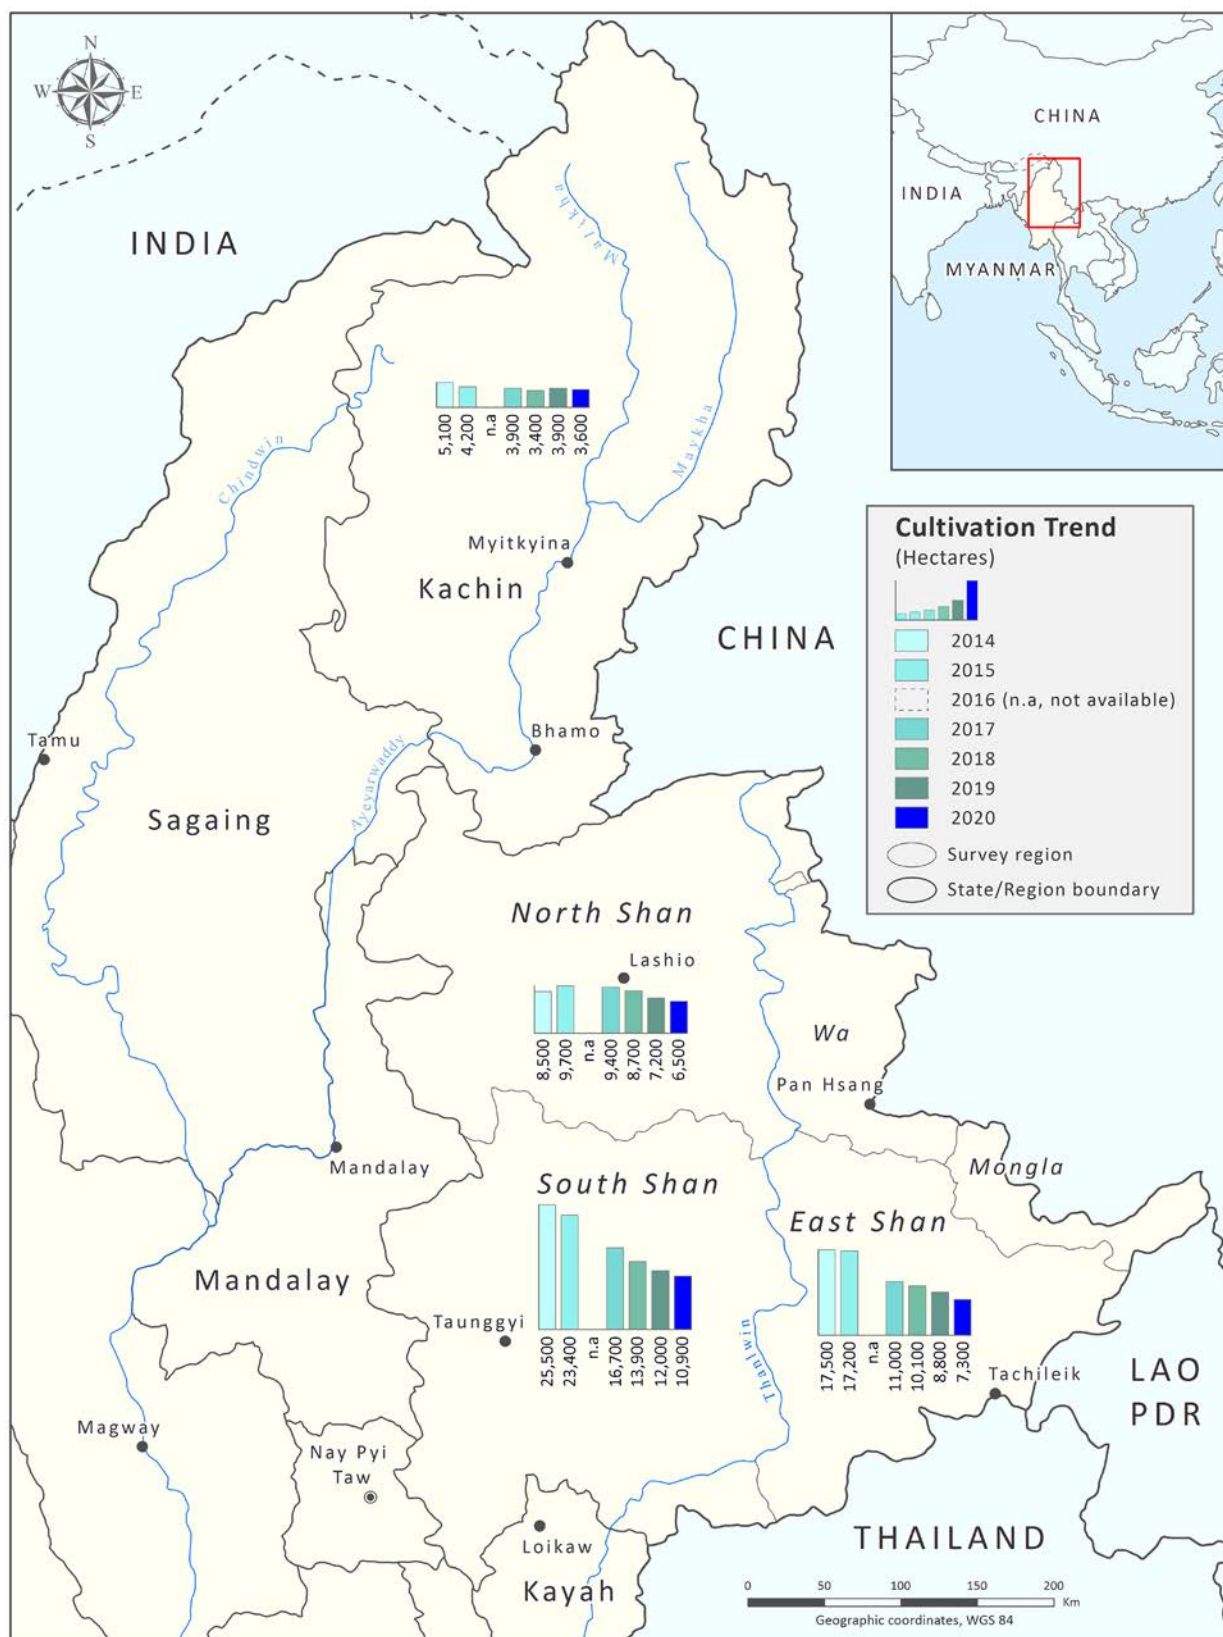 N
W
E
S
INDIA
Malikha
Maykha
Chindwin
5,100
4,200
n.a
3,900
3,400
3,900
3,600
Myitkyina
Kachin
CHINA
Bhamo
Tamu
Ayeyarwaddy
Sagaing
North Shan
Lashio
8,500
9,700
n.a
9,400
8,700
7,200
6,500
Wa
Pan Hsang
Mandalay
Mongla
South Shan
East Shan
Mandalay
Taunggyi
25,500
23,400
n.a
16,700
13,900
12,000
10,900
Thanlwin
17,500
17,200
n.a
11,000
10,100
8,800
7,300
Tachileik
LAO
PDR
Magway
Nay Pyi
Taw
Loikaw
Kayah
THAILAND
CHINA
INDIA
MYANMAR
Cultivation Trend
(Hectares)
2014
2015
2016 (n.a, not available)
2017
2018
2019
2020
Survey region
State/Region boundary
0 50 100 150 200
Km
Geographic coordinates, WGS 84